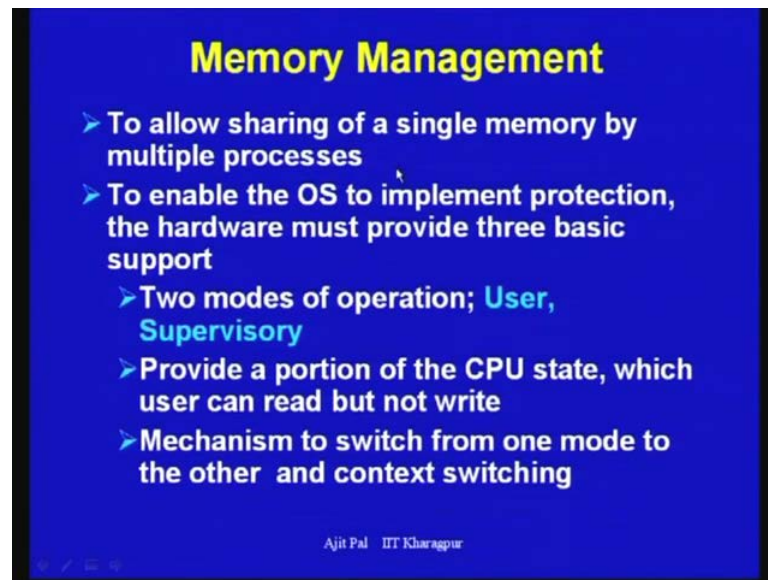 Memory Management
➢ To allow sharing of a single memory by
multiple processes
➢ To enable the OS to implement protection,
the hardware must provide three basic
support
➢ Two modes of operation; User,
Supervisory
➢ Provide a portion of the CPU state, which
user can read but not write
➢ Mechanism to switch from one mode to
the other and context switching
Ajit Pal IIT Kharagpur